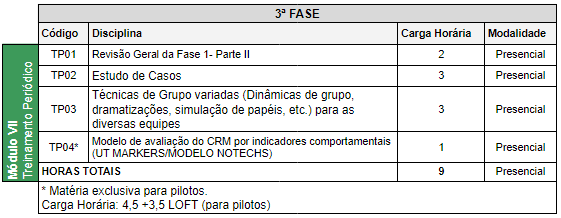 3ª FASE
Código Disciplina Carga Horária Modalidade
Módulo VII
Treinamento Periódico
TP01 Revisão Geral da Fase 1- Parte II 2 Presencial
TP02 Estudo de Casos 3 Presencial
TP03 Técnicas de Grupo variadas (Dinâmicas de grupo, dramatizações, simulação de papéis, etc.) para as diversas equipes 3 Presencial
TP04* Modelo de avaliação do CRM por indicadores comportamentais (UT MARKERS/MODELO NOTECHS) 1 Presencial
HORAS TOTAIS 9 Presencial
* Matéria exclusiva para pilotos.
Carga Horária: 4,5 +3,5 LOFT (para pilotos)